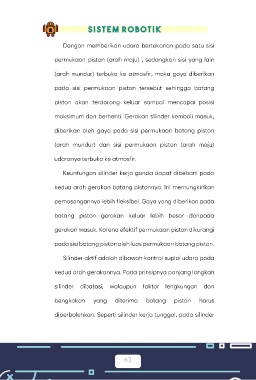 SISTEM ROBOTIK
Dengan memberikan udara bertekanan pada satu sisi
permukaan piston (arah maju) , sedangkan sisi yang lain
(arah mundur) terbuka ke atmosfir, maka gaya diberikan
pada sisi permukaan piston tersebut sehingga batang
piston akan terdorong keluar sampai mencapai posisi
maksimum dan berhenti. Gerakan silinder kembali masuk,
diberikan oleh gaya pada sisi permukaan batang piston
(arah mundur) dan sisi permukaan piston (arah maju)
udaranya terbuka ke atmosfir.
Keuntungan silinder kerja ganda dapat dibebani pada
kedua arah gerakan batang pistonnya. Ini memungkinkan
pemasangannya lebih fleksibel. Gaya yang diberikan pada
batang piston gerakan keluar lebih besar daripada
gerakan masuk. Karena efektif permukaan piston dikurangi
pada sisi batang piston oleh luas permukaan batang piston.
Silinder aktif adalah dibawah kontrol suplai udara pada
kedua arah gerakannya. Pada prinsipnya panjang langkah
silinder dibatasi, walaupun faktor lengkungan dan
bengkokan yang diterima batang piston harus
diperbolehkan. Seperti silinder kerja tunggal, pada silinder
63